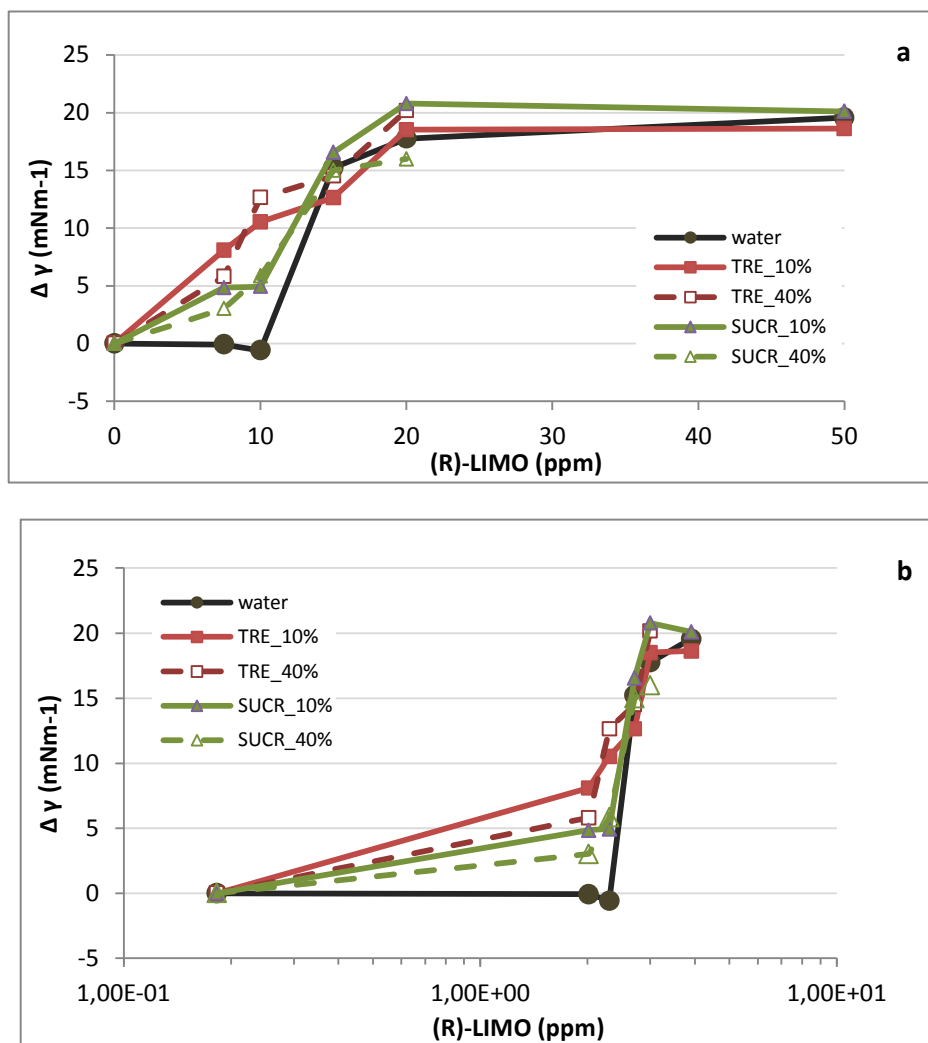 a
25
20
15
10
5
0
-5
Δ γ (mNm-1)
water
TRE_10%
TRE_40%
SUCR_10%
SUCR_40%
0 10 20 30 40 50
(R)-LIMO (ppm)
b
25
20
15
10
5
0
-5
Δ γ (mNm-1)
water
TRE_10%
TRE_40%
SUCR_10%
SUCR_40%
1,00E-01 1,00E+00 1,00E+01
(R)-LIMO (ppm)